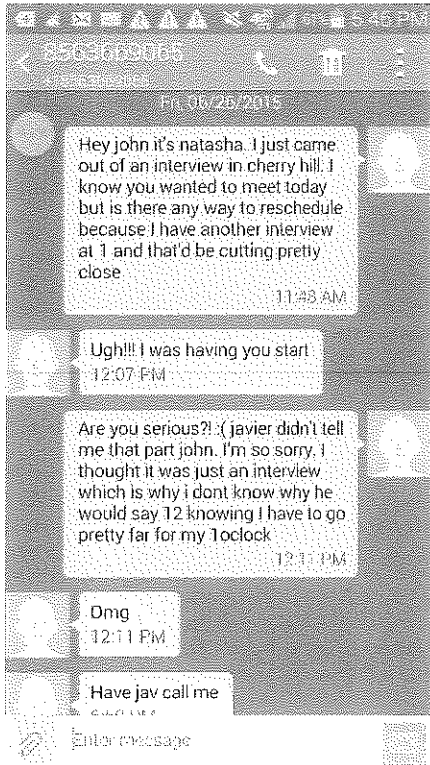 5:46 PM
8563669066
Fri, 06/26/2015
Hey john it's natasha. I just came
out of an interview in cherry hill. I
know you wanted to meet today
but is there any way to reschedule
because I have another interview
at 1 and that'd be cutting pretty
close
11:48 AM
Ugh!!! I was having you start
12:07 PM
Are you serious?! :( javier didn't tell
me that part john. I'm so sorry. I
thought it was just an interview
which is why i dont know why he
would say 12 knowing I have to go
pretty far for my 1oclock
12:11 PM
Omg
12:11 PM
Have jav call me
Enter message